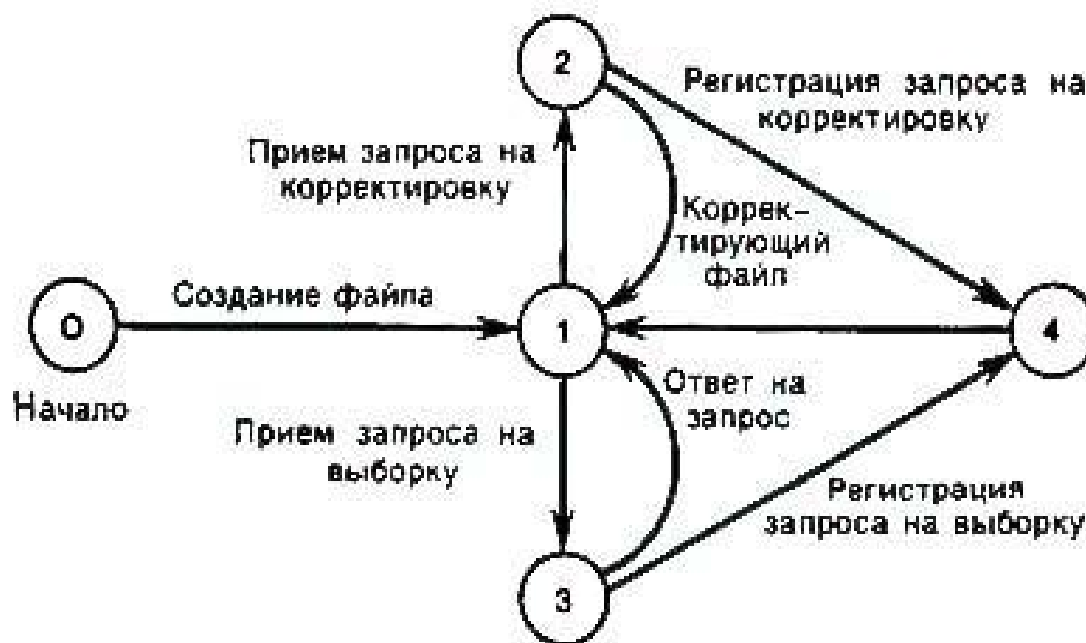 2
Регистрация запроса на
корректировку
Прием запроса на
корректировку
Коррек-
тирующий
файл
Создание файла
0
1
4
Начало
Ответ на
запрос
Прием запроса на
выборку
Регистрация
запроса на выборку
3